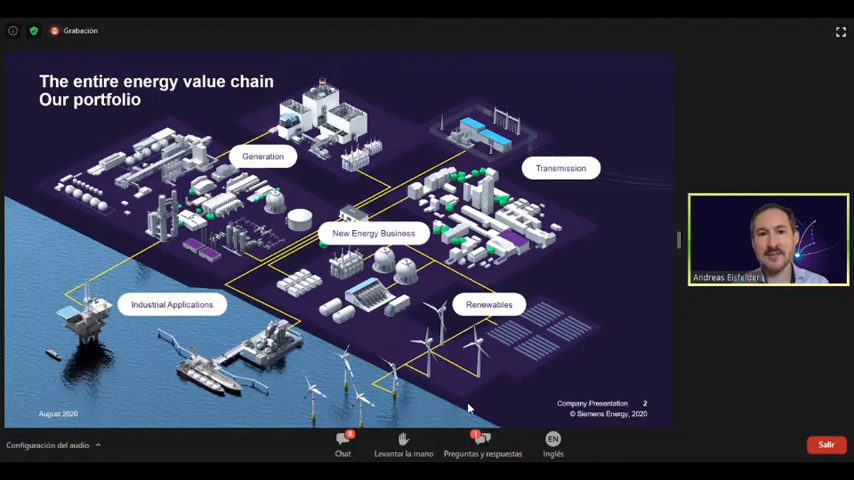 Grabación
The entire energy value chain
Our portfolio
Generation
Transmission
New Energy Business
Industrial Applications
Renewables
Andreas Eisfelder
Company Presentation 2
August 2020
© Siemens Energy, 2020
Configuración del audio
8
Chat
Levantar la mano
1
Preguntas y respuestas
EN
Inglés
Salir